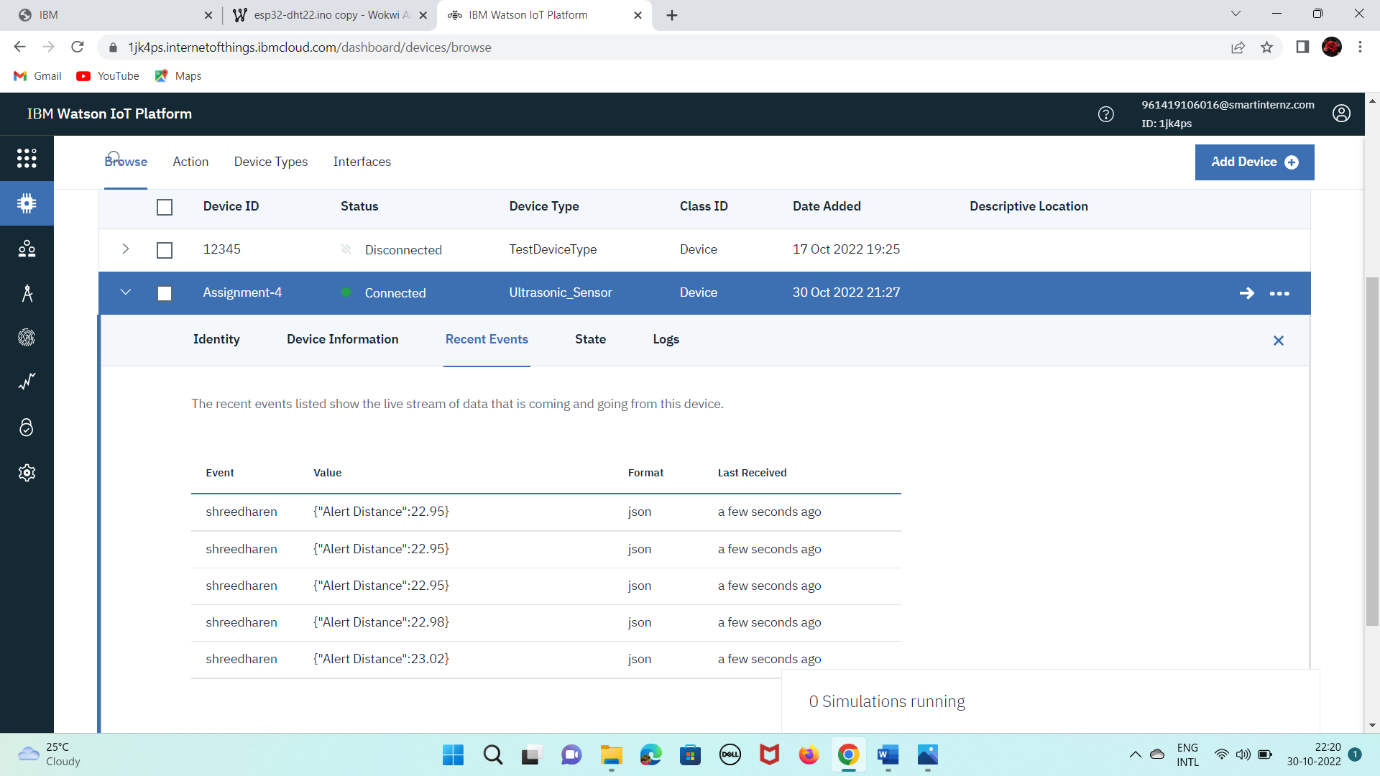 IBM
esp32-dht22.ino copy - Wokwi A
IBM Watson IoT Platform
1jk4ps.internetofthings.ibmcloud.com/dashboard/devices/browse
Gmail YouTube Maps
IBM Watson IoT Platform
961419106016@smartinternz.com
ID: 1jk4ps
Browse Action Device Types Interfaces
Add Device
Device ID Status Device Type Class ID Date Added Descriptive Location
12345 Disconnected TestDeviceType Device 17 Oct 2022 19:25
Assignment-4 Connected Ultrasonic_Sensor Device 30 Oct 2022 21:27
Identity Device Information Recent Events State Logs
The recent events listed show the live stream of data that is coming and going from this device.
Event Value Format Last Received
shreedharen {"Alert Distance":22.95} json a few seconds ago
shreedharen {"Alert Distance":22.95} json a few seconds ago
shreedharen {"Alert Distance":22.95} json a few seconds ago
shreedharen {"Alert Distance":22.98} json a few seconds ago
shreedharen {"Alert Distance":23.02} json a few seconds ago
0 Simulations running
25°C
Cloudy
DELL
ENG
INTL
22:20
30-10-2022
1